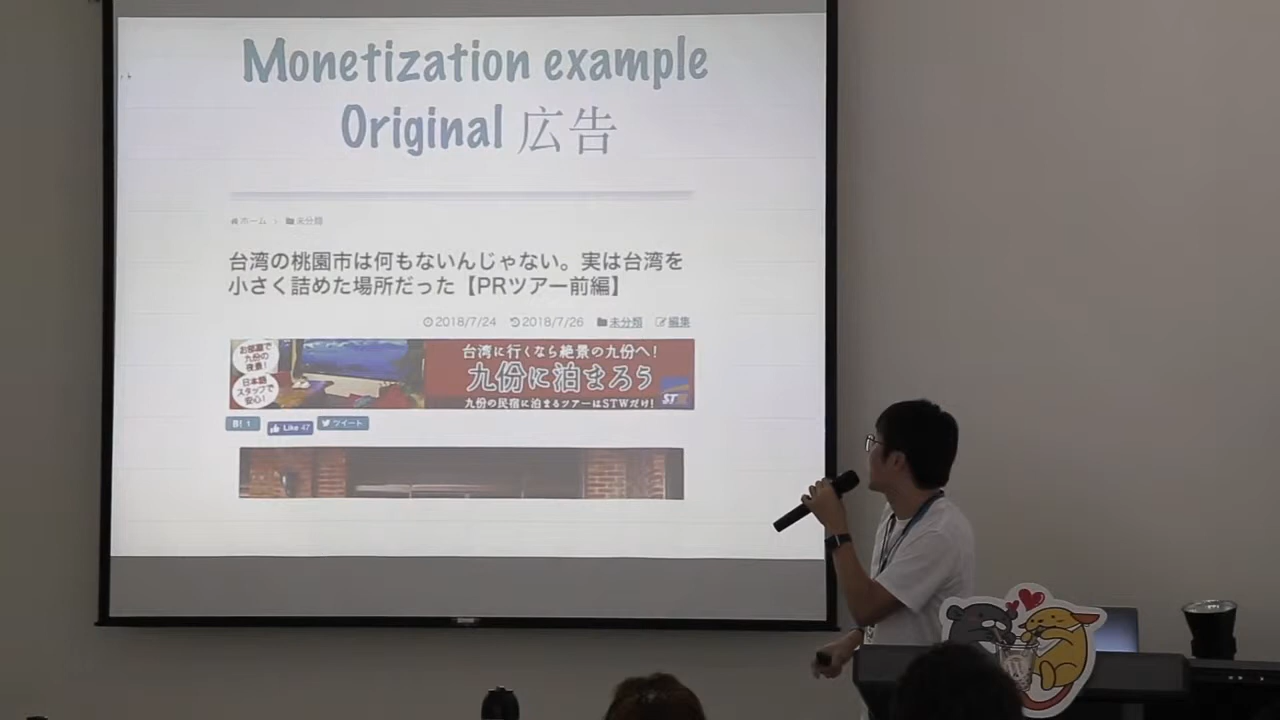 Monetization example
Original 広告
ホーム › 未分類
台湾の桃園市は何もないんじゃない。実は台湾を
小さく詰めた場所だった【PRツアー前編】
2018/7/24 2018/7/26 未分類 編集
お部屋で
九份の
夜景!
日本語
スタッフで
安心!
台湾に行くなら絶景の九份へ!
九份に泊まろう
九份の民宿に泊まるツアーはSTWだけ!
STW
B! 1 Like 47 ツイート